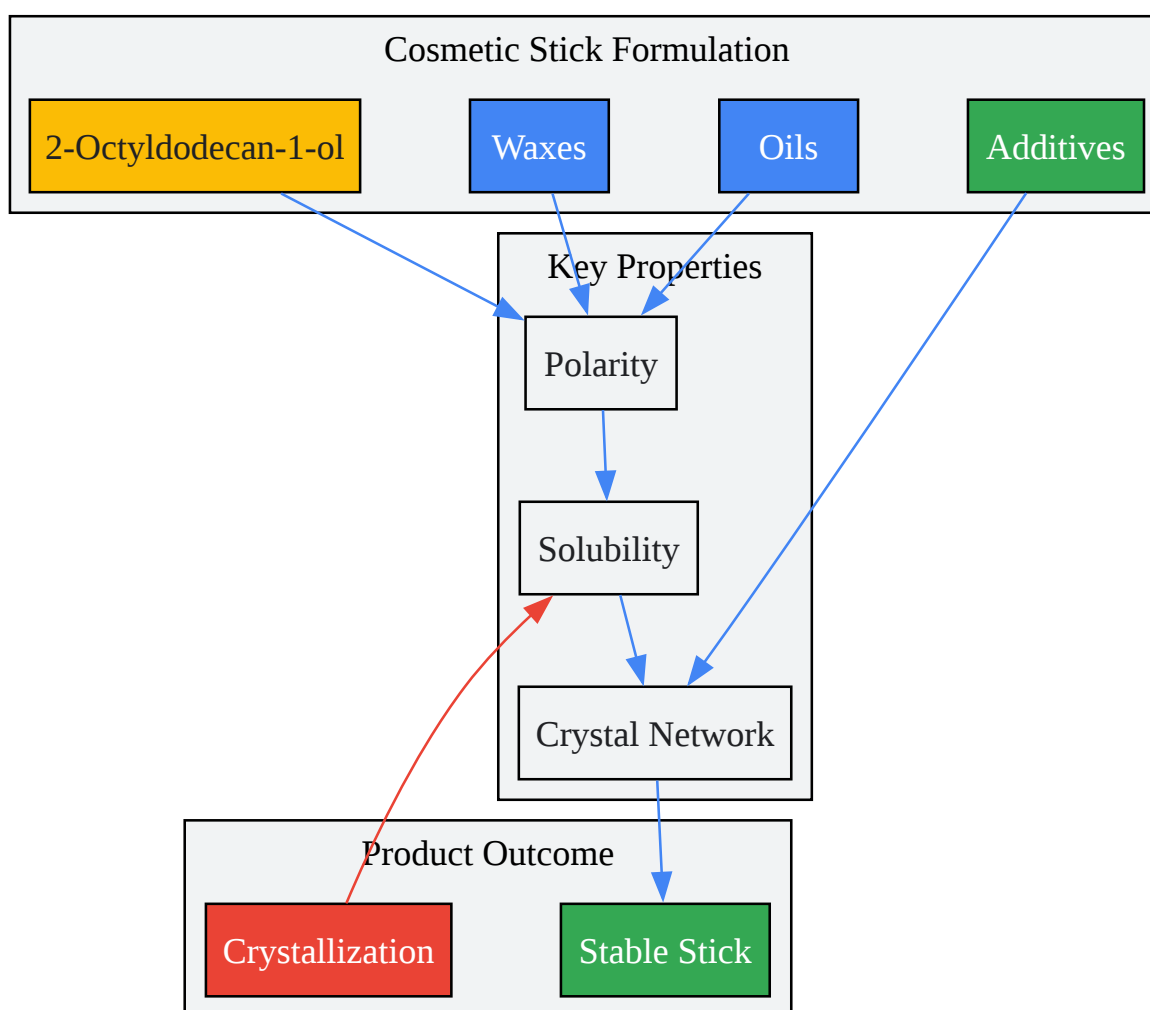 Cosmetic Stick Formulation
2-Octyldodecan-1-ol
Waxes
Oils
Additives
Key Properties
Polarity
Solubility
Crystal Network
Product Outcome
Crystallization
Stable Stick